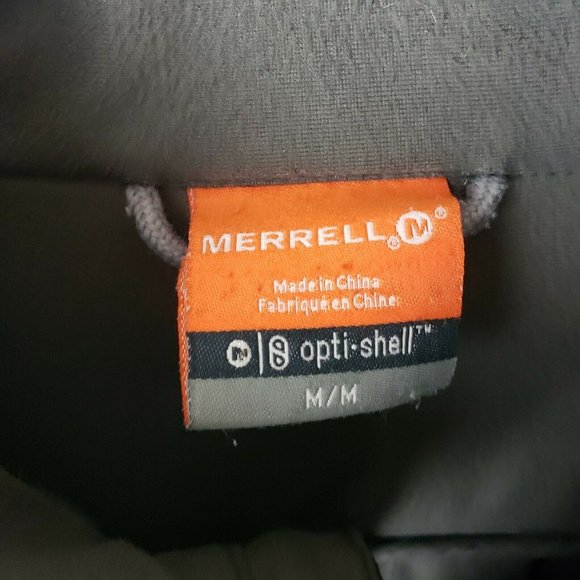 MERRELL® M®
Made in China
Fabriqué en Chine
M opti•shell™
M/M